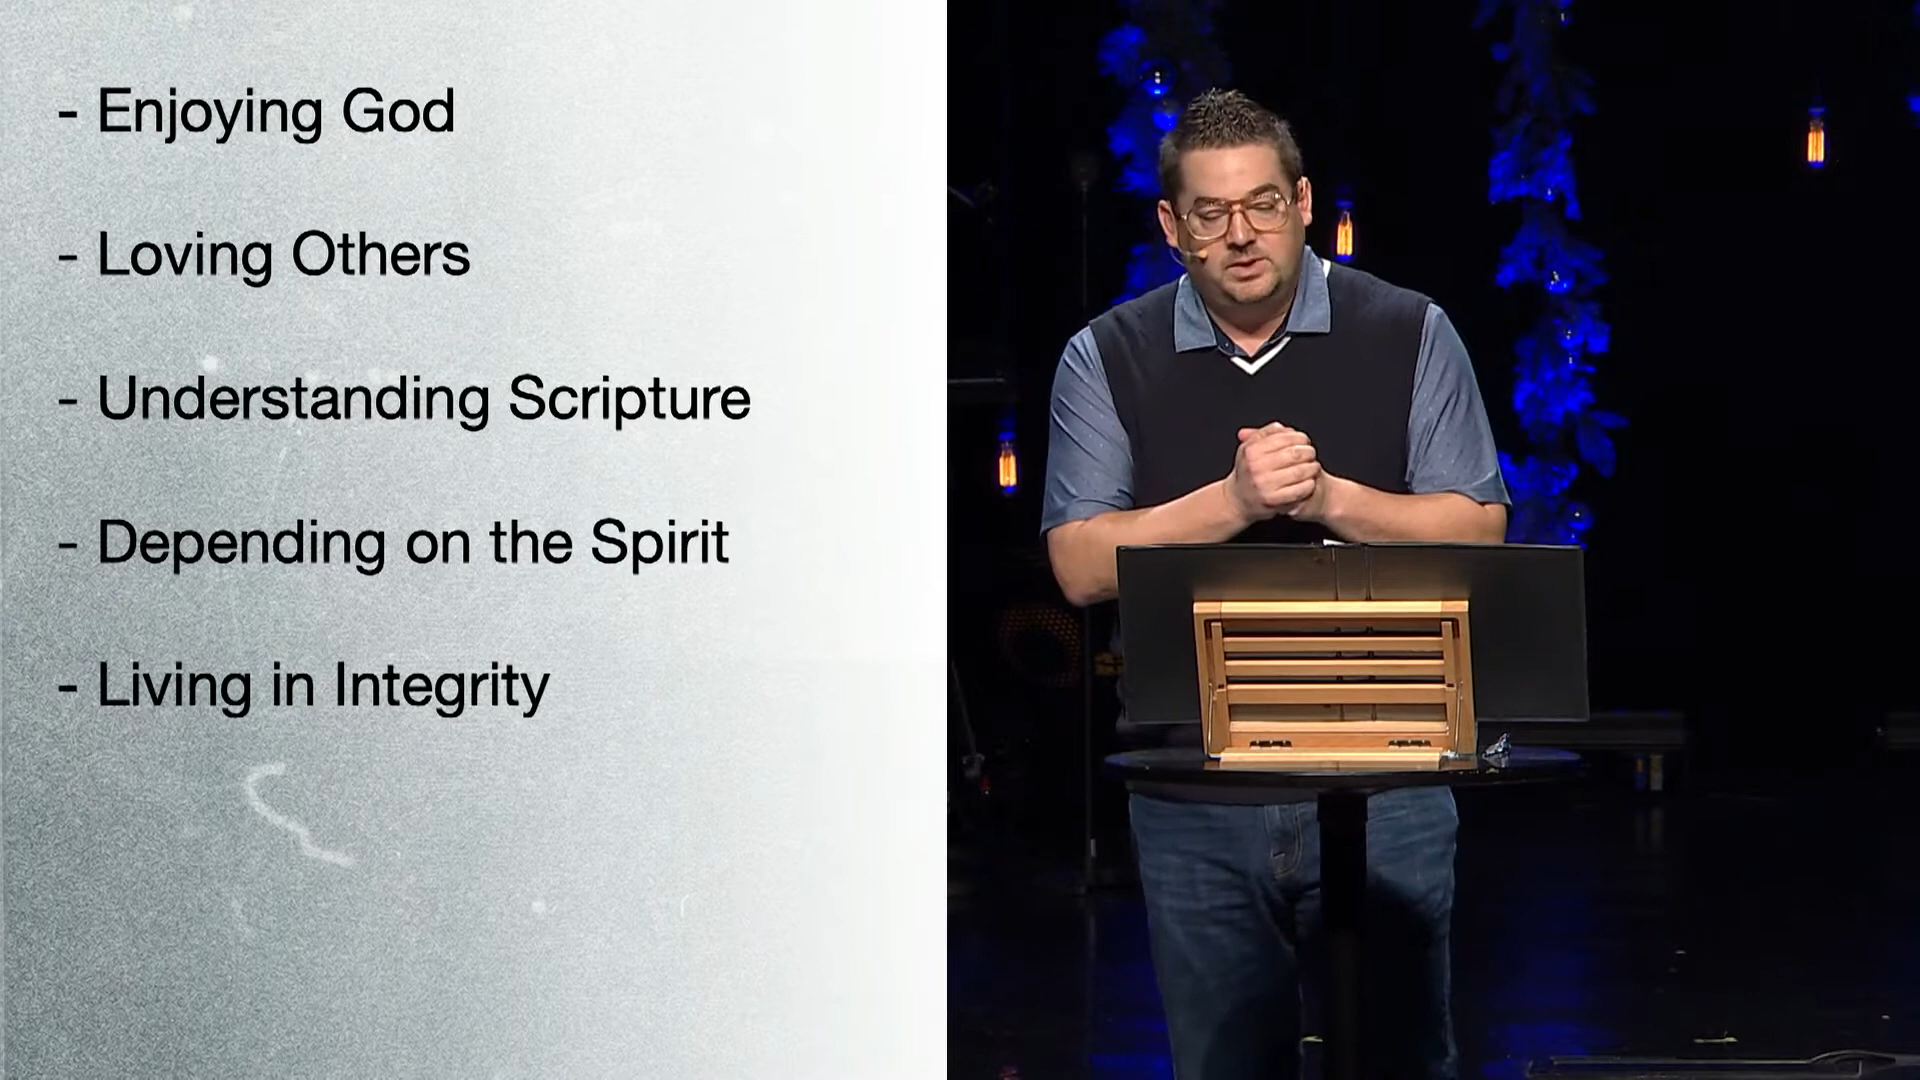 - Enjoying God
- Loving Others
- Understanding Scripture
- Depending on the Spirit
- Living in Integrity